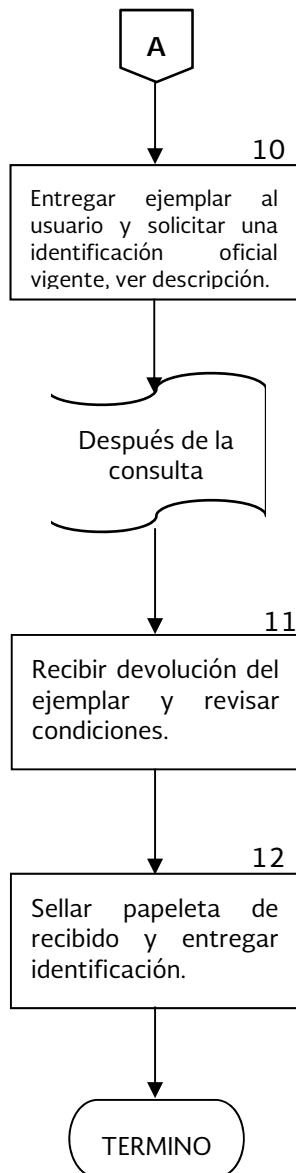 A
10
Entregar ejemplar al
usuario y solicitar una
identificación oficial
vigente, ver descripción.
Después de la
consulta
11
Recibir devolución del
ejemplar y revisar
condiciones.
12
Sellar papeleta de
recibido y entregar
identificación.
TERMINO